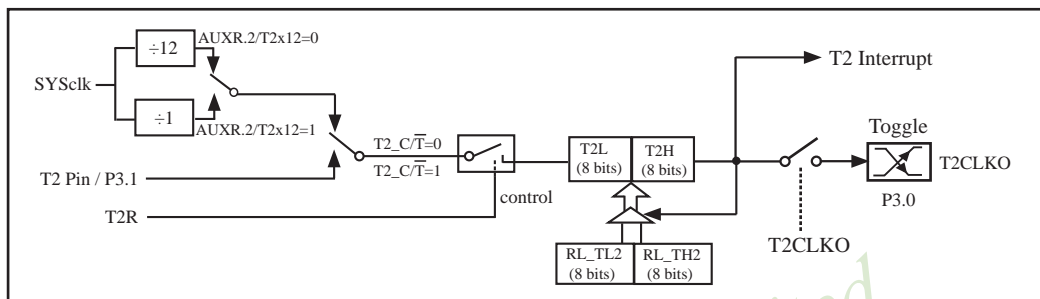 ÷12
AUXR.2/T2x12=0
SYSclk
÷1
AUXR.2/T2x12=1
T2 Pin / P3.1
T2R
T2_C/T̅=0
T2_C/T̅=1
control
T2L
(8 bits)
T2H
(8 bits)
RL_TL2
(8 bits)
RL_TH2
(8 bits)
T2 Interrupt
Toggle
T2CLKO
P3.0
T2CLKO